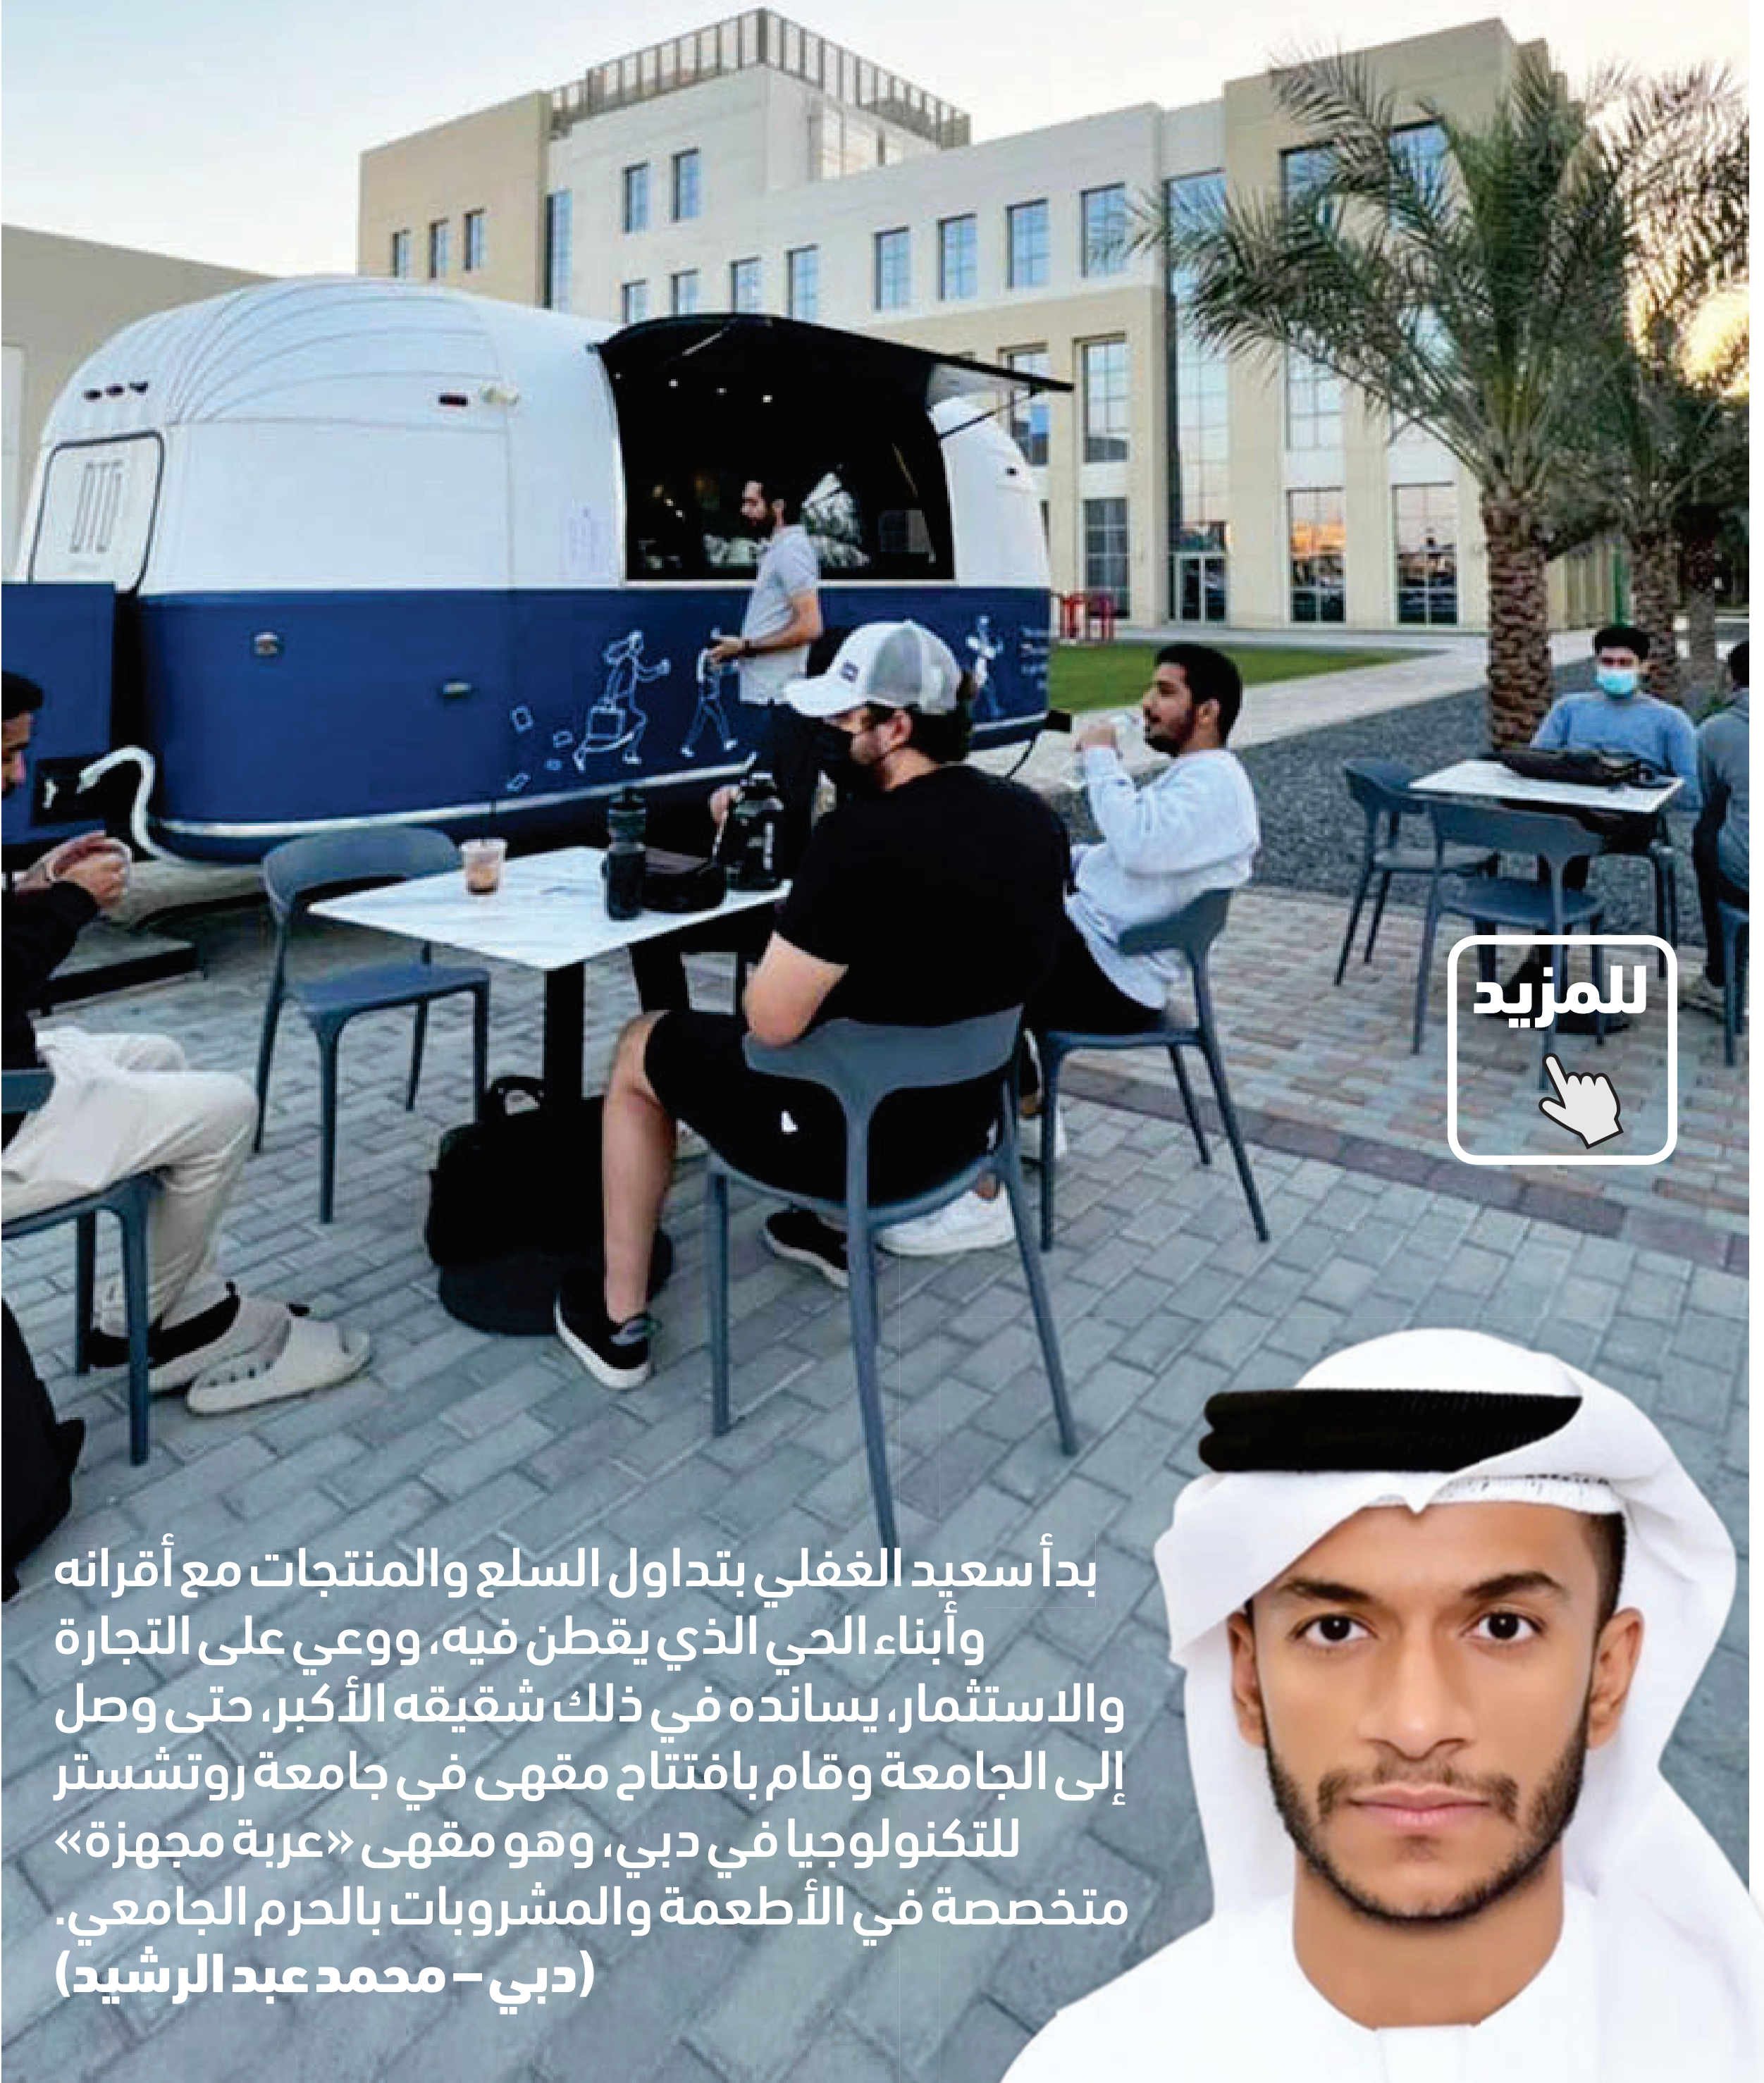 OTG
للمزيد
بدأ سعيد الغفلي بتداول السلع والمنتجات مع أقرانه
وأبناء الحي الذي يقطن فيه، ووعي على التجارة
والاستثمار، يسانده في ذلك شقيقه الأكبر، حتى وصل
إلى الجامعة وقام بافتتاح مقهى في جامعة روتشستر
للتكنولوجيا في دبي، وهو مقهى «عربة مجهزة»
متخصصة في الأطعمة والمشروبات بالحرم الجامعي.
(دبي – محمد عبد الرشيد)